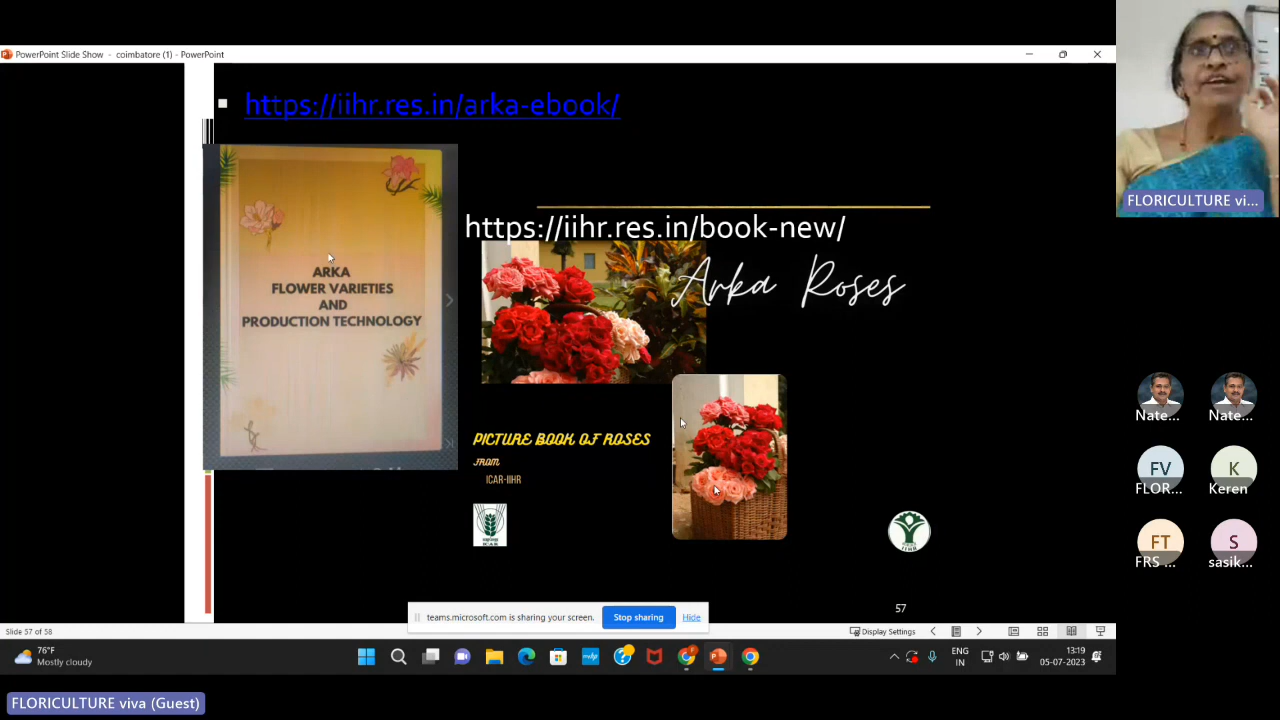 PowerPoint Slide Show - coimbatore (1) - PowerPoint
https://iihr.res.in/arka-ebook/
ARKA
FLOWER VARIETIES
AND
PRODUCTION TECHNOLOGY
https://iihr.res.in/book-new/
Arka Roses
PICTURE BOOK OF ROSES
FROM
ICAR-IIHR
ICAR
57
teams.microsoft.com is sharing your screen.
Stop sharing
Hide
Slide 57 of 58
Display Settings
76°F
Mostly cloudy
ENG
IN
13:19
05-07-2023
FLORICULTURE vi...
Nate...
Nate...
FV
FLOR...
K
Keren
FT
FRS ...
S
sasik...
FLORICULTURE viva (Guest)